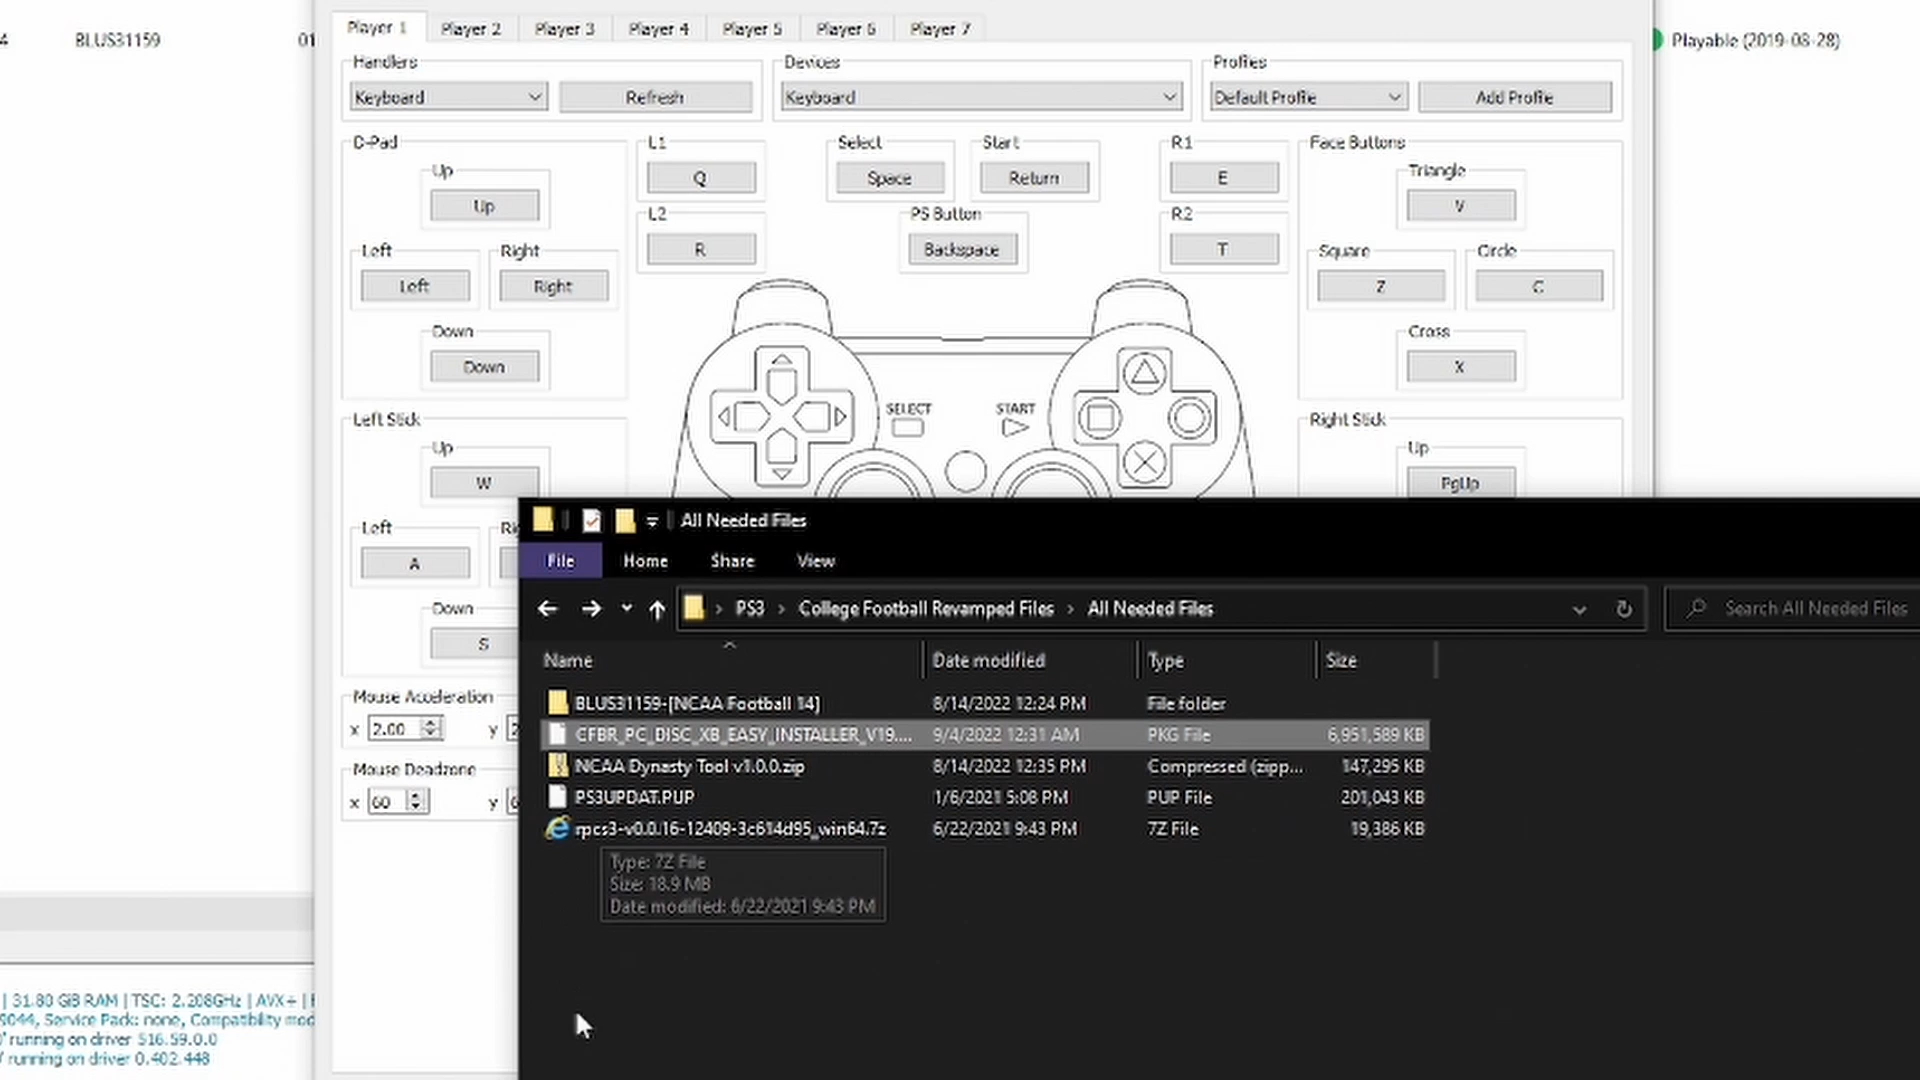 4 BLUS31159 01 Playable (2019-08-28)
Player 1 Player 2 Player 3 Player 4 Player 5 Player 6 Player 7
Handlers Devices Profiles
Keyboard Refresh Keyboard Default Profile Add Profile
D-Pad L1 Select Start R1 Face Buttons
Up Triangle
Q Space Return E
Up V
L2 PS Button R2
R Backspace T
Left Right Square Circle
Left Right Z C
Down Cross
Down X
SELECT START
Left Stick Right Stick
Up Up
W PgUp
Left Ri
A
Down
S
Mouse Acceleration
x 2.00 y 2
Mouse Deadzone
x 60 y 6
All Needed Files
File Home Share View
PS3 › College Football Revamped Files › All Needed Files Search All Needed Files
Name Date modified Type Size
BLUS31159-[NCAA Football 14] 8/14/2022 12:24 PM File folder
CFBR_PC_DISC_XB_EASY_INSTALLER_V19.... 9/4/2022 12:31 AM PKG File 6,951,589 KB
NCAA Dynasty Tool v1.0.0.zip 8/14/2022 12:35 PM Compressed (zipp... 147,295 KB
PS3UPDAT.PUP 1/6/2021 5:08 PM PUP File 201,043 KB
rpcs3-v0.0.16-12409-3c614d95_win64.7z 6/22/2021 9:43 PM 7Z File 19,386 KB
Type: 7Z File
Size: 18.9 MB
Date modified: 6/22/2021 9:43 PM
| 31.80 GiB RAM | TSC: 2.208GHz | AVX+ |
9044, Service Pack: none, Compatibility mod
' running on driver 516.59.0.0
' running on driver 0.402.448